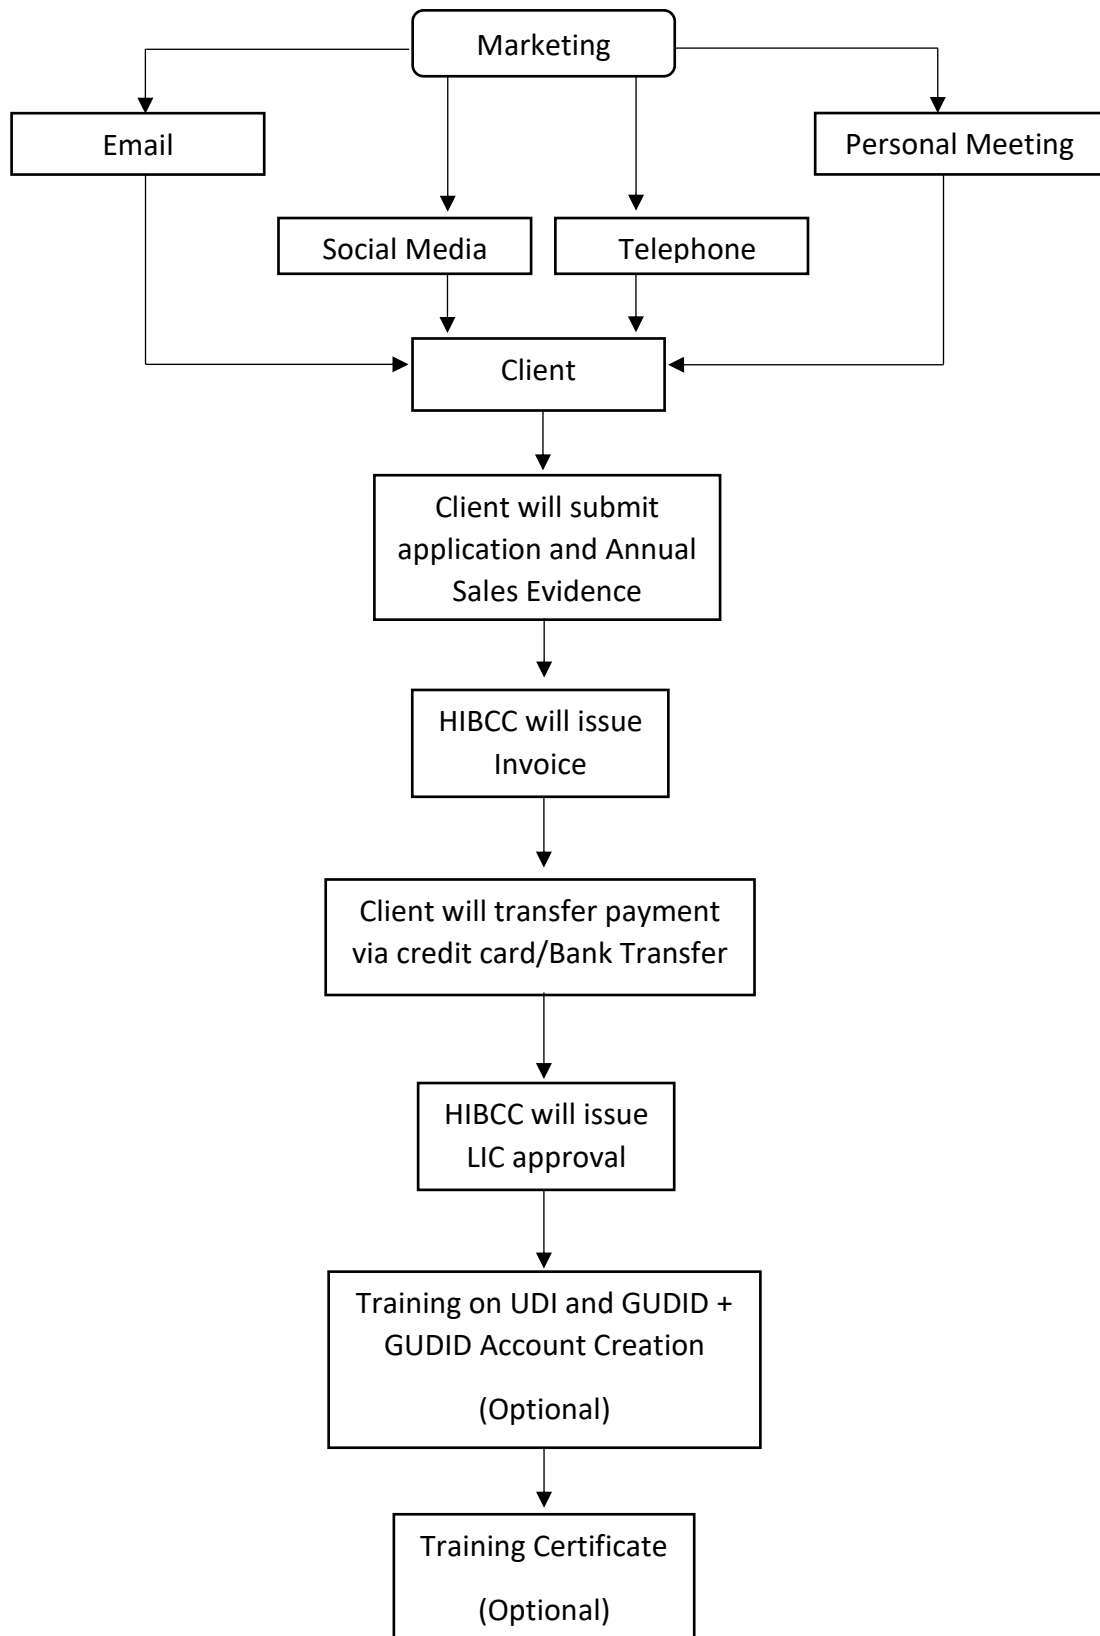 Marketing
Email
Personal Meeting
Social Media
Telephone
Client
Client will submit
application and Annual
Sales Evidence
HIBCC will issue
Invoice
Client will transfer payment
via credit card/Bank Transfer
HIBCC will issue
LIC approval
Training on UDI and GUDID +
GUDID Account Creation
(Optional)
Training Certificate
(Optional)